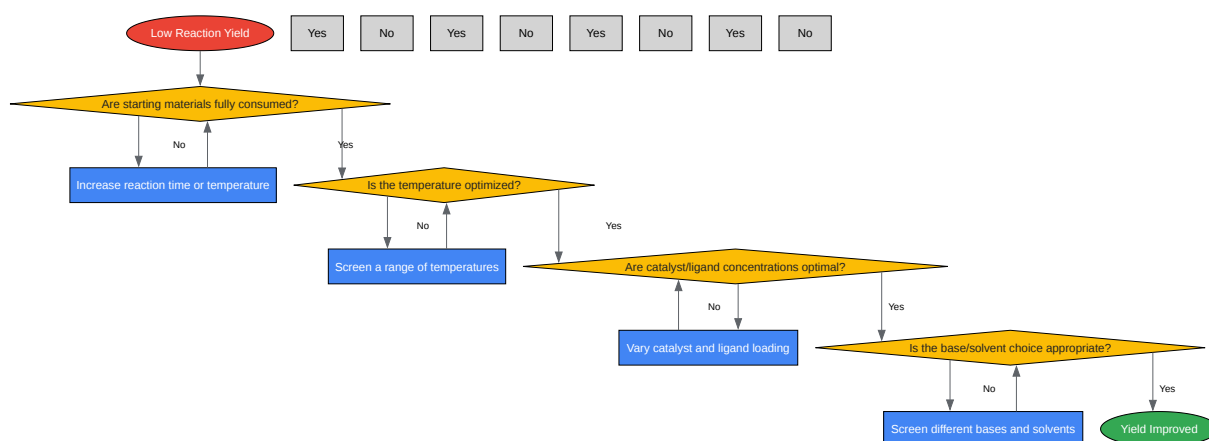 Low Reaction Yield
Yes
No
Yes
No
Yes
No
Yes
No
Are starting materials fully consumed?
No
Yes
Increase reaction time or temperature
Is the temperature optimized?
No
Yes
Screen a range of temperatures
Are catalyst/ligand concentrations optimal?
No
Yes
Vary catalyst and ligand loading
Is the base/solvent choice appropriate?
No
Yes
Screen different bases and solvents
Yield Improved